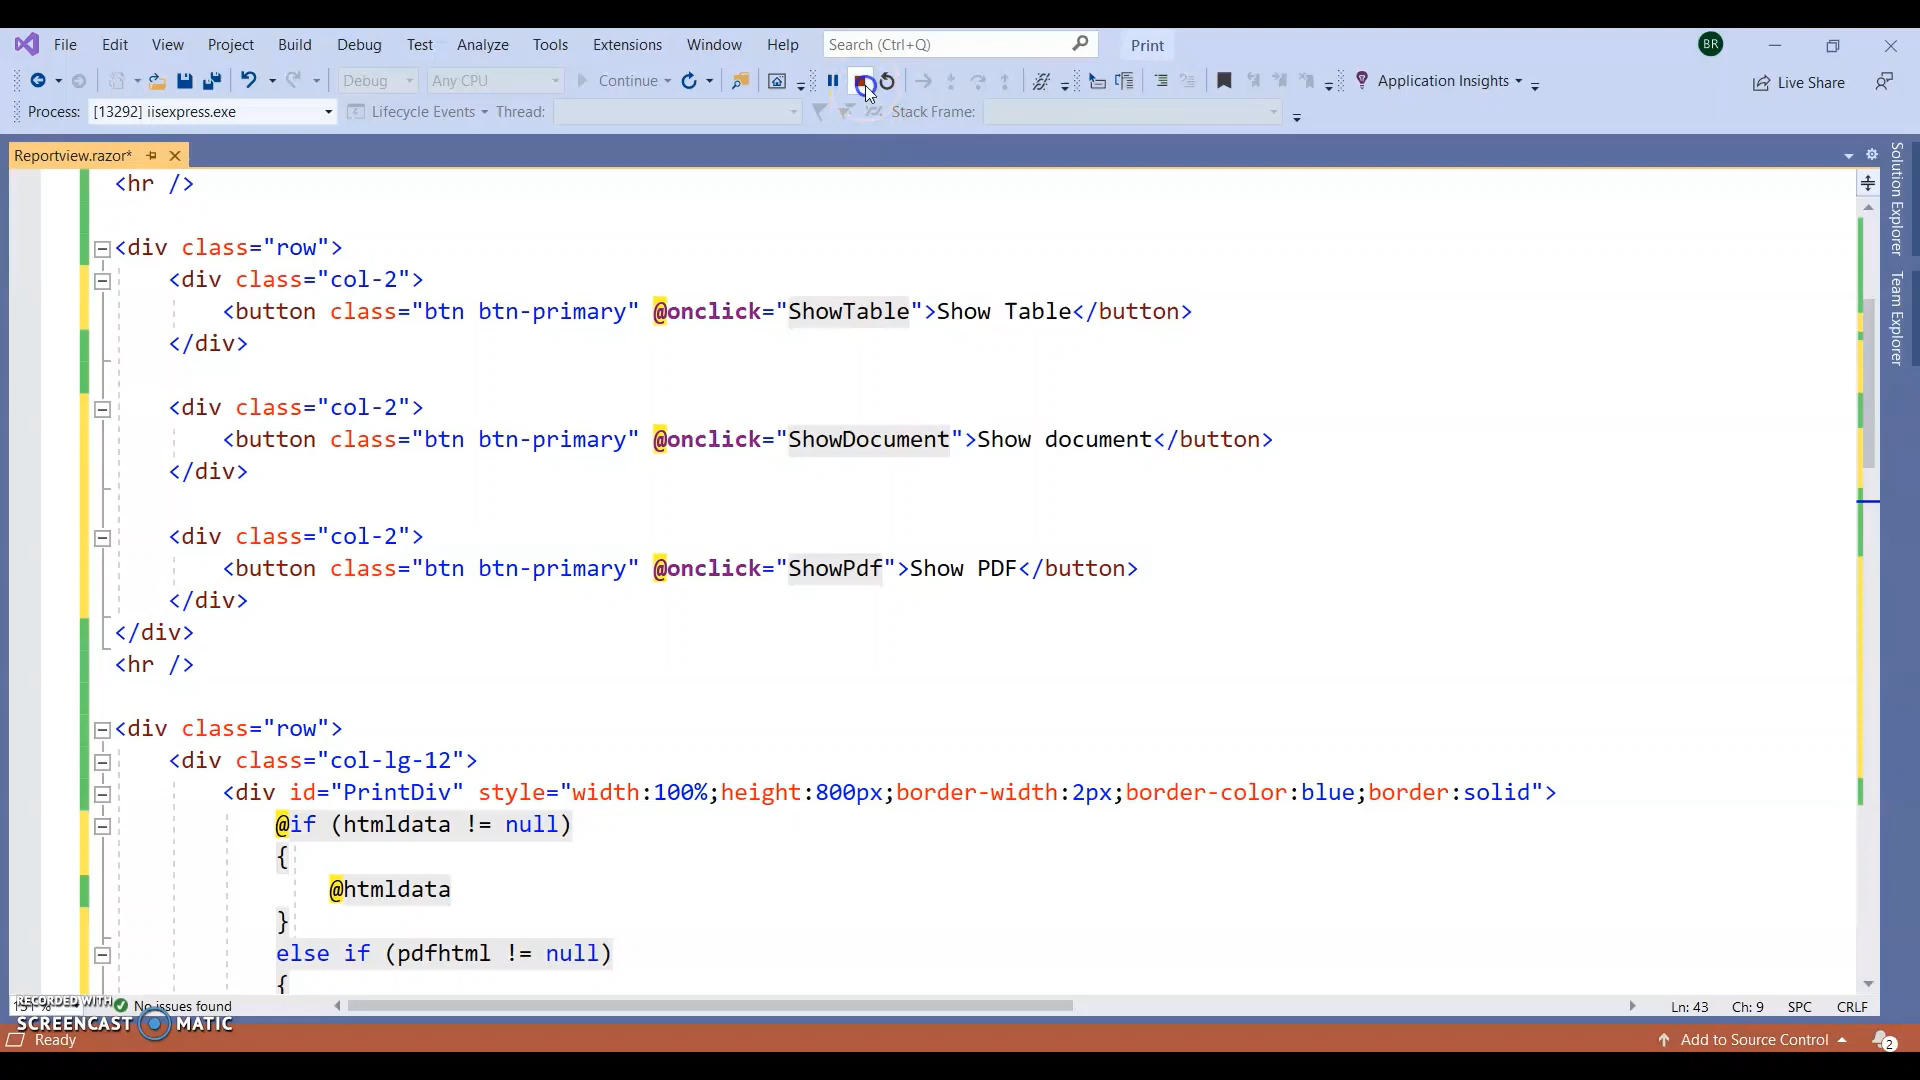 File Edit View Project Build Debug Test Analyze Tools Extensions Window Help Search (Ctrl+Q) Print BR
Debug Any CPU Continue Application Insights Live Share
Process: [13292] iisexpress.exe Lifecycle Events Thread: Stack Frame:
Reportview.razor*
Solution Explorer
Team Explorer
<hr />
<div class="row">
<div class="col-2">
<button class="btn btn-primary" @onclick="ShowTable">Show Table</button>
</div>
<div class="col-2">
<button class="btn btn-primary" @onclick="ShowDocument">Show document</button>
</div>
<div class="col-2">
<button class="btn btn-primary" @onclick="ShowPdf">Show PDF</button>
</div>
</div>
<hr />
<div class="row">
<div class="col-lg-12">
<div id="PrintDiv" style="width:100%;height:800px;border-width:2px;border-color:blue;border:solid">
@if (htmldata != null)
{
@htmldata
}
else if (pdfhtml != null)
{
No issues found Ln: 43 Ch: 9 SPC CRLF
RECORDED WITH
SCREENCAST MATIC
Ready Add to Source Control 2